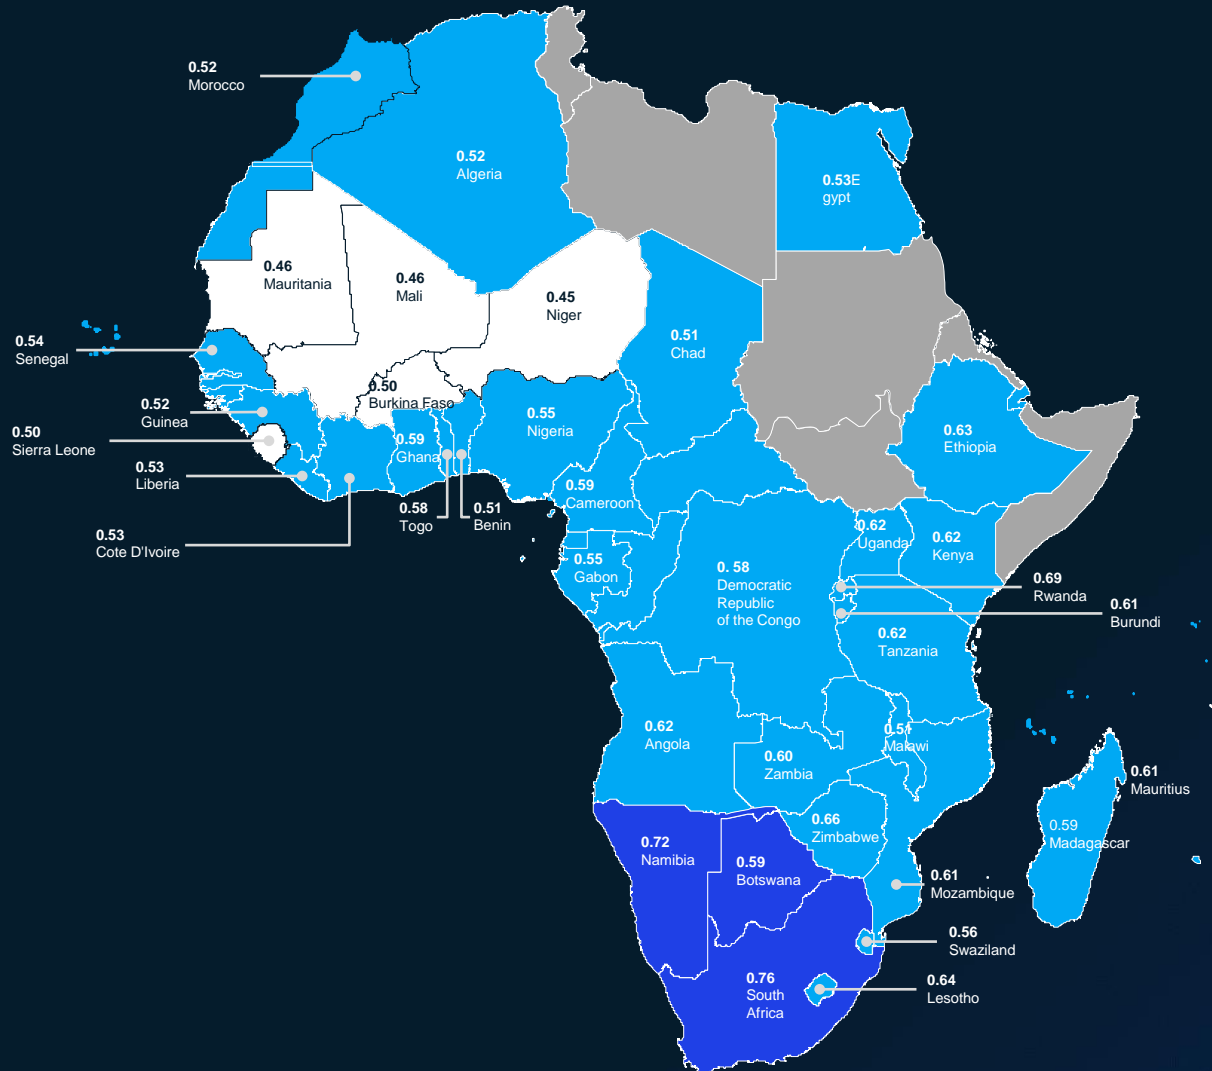 0.52
Morocco
0.52
Algeria
0.53E
gypt
0.46
Mauritania
0.46
Mali
0.45
Niger
0.51
Chad
0.54
Senegal
0.50
Burkina Faso
0.52
Guinea
0.50
Sierra Leone
0.53
Liberia
0.53
Cote D'Ivoire
0.59
Ghana
0.58
Togo
0.51
Benin
0.55
Nigeria
0.59
Cameroon
0.63
Ethiopia
0.62
Uganda
0.62
Kenya
0.55
Gabon
0. 58
Democratic
Republic
of the Congo
0.69
Rwanda
0.61
Burundi
0.62
Tanzania
0.62
Angola
0.60
Zambia
0.51
Malawi
0.61
Mauritius
0.66
Zimbabwe
0.59
Madagascar
0.72
Namibia
0.59
Botswana
0.61
Mozambique
0.56
Swaziland
0.76
South
Africa
0.64
Lesotho